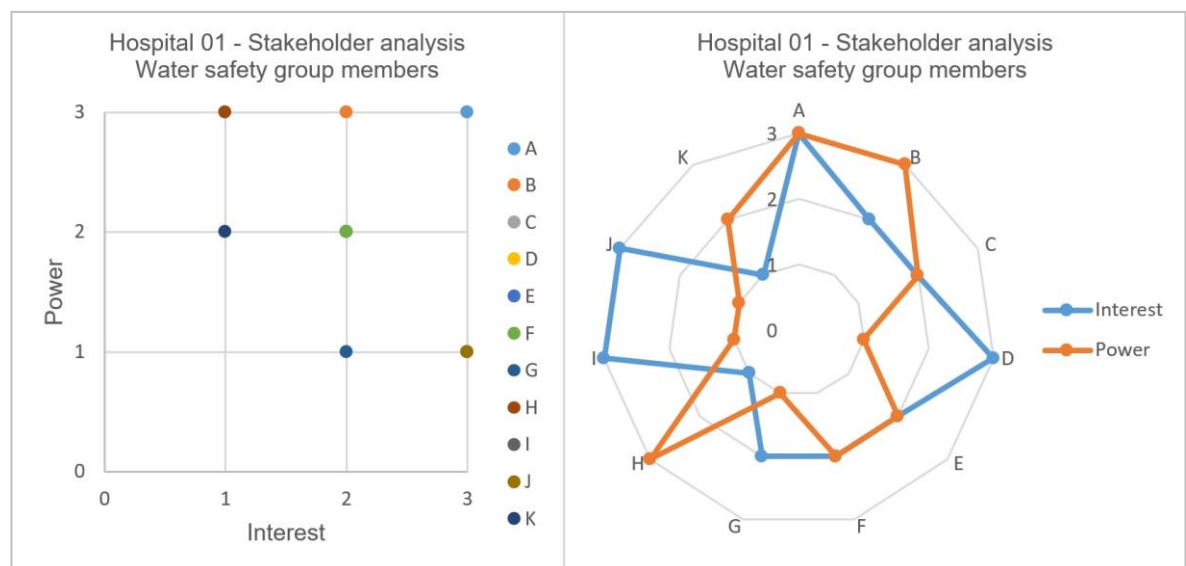 Hospital 01 - Stakeholder analysis
Water safety group members
3
2
1
0
Power
0 1 2 3
Interest
A
B
C
D
E
F
G
H
I
J
K
Hospital 01 - Stakeholder analysis
Water safety group members
A
B
C
D
E
F
G
H
I
J
K
3
2
1
0
Interest
Power